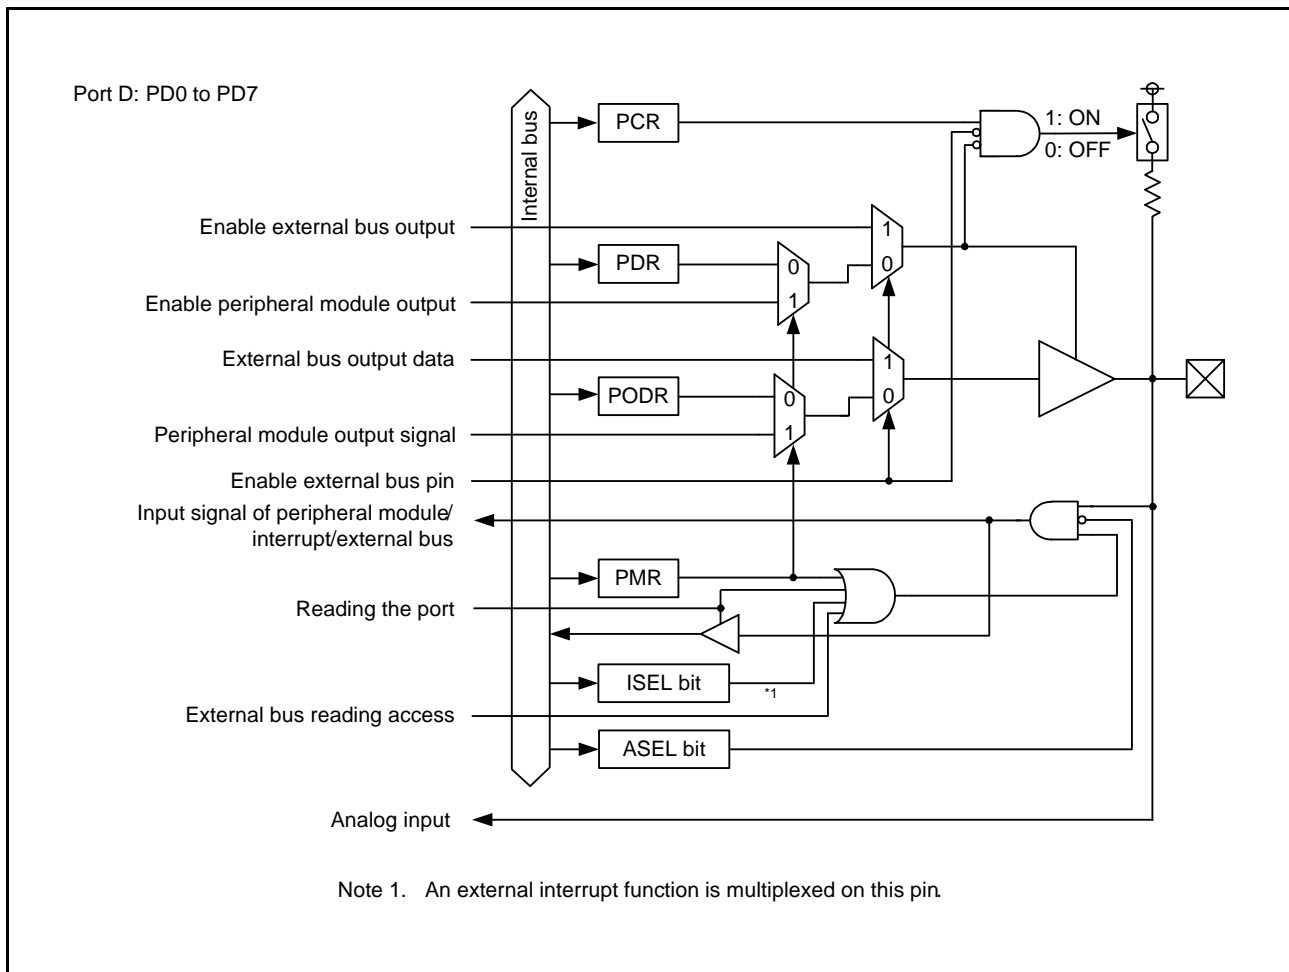 Port D: PD0 to PD7
Internal bus
PCR
1: ON
0: OFF
Enable external bus output
1
PDR
0
0
Enable peripheral module output
1
External bus output data
1
PODR
0
0
Peripheral module output signal
1
Enable external bus pin
Input signal of peripheral module/
interrupt/external bus
PMR
Reading the port
ISEL bit
*1
External bus reading access
ASEL bit
Analog input
Note 1. An external interrupt function is multiplexed on this pin.